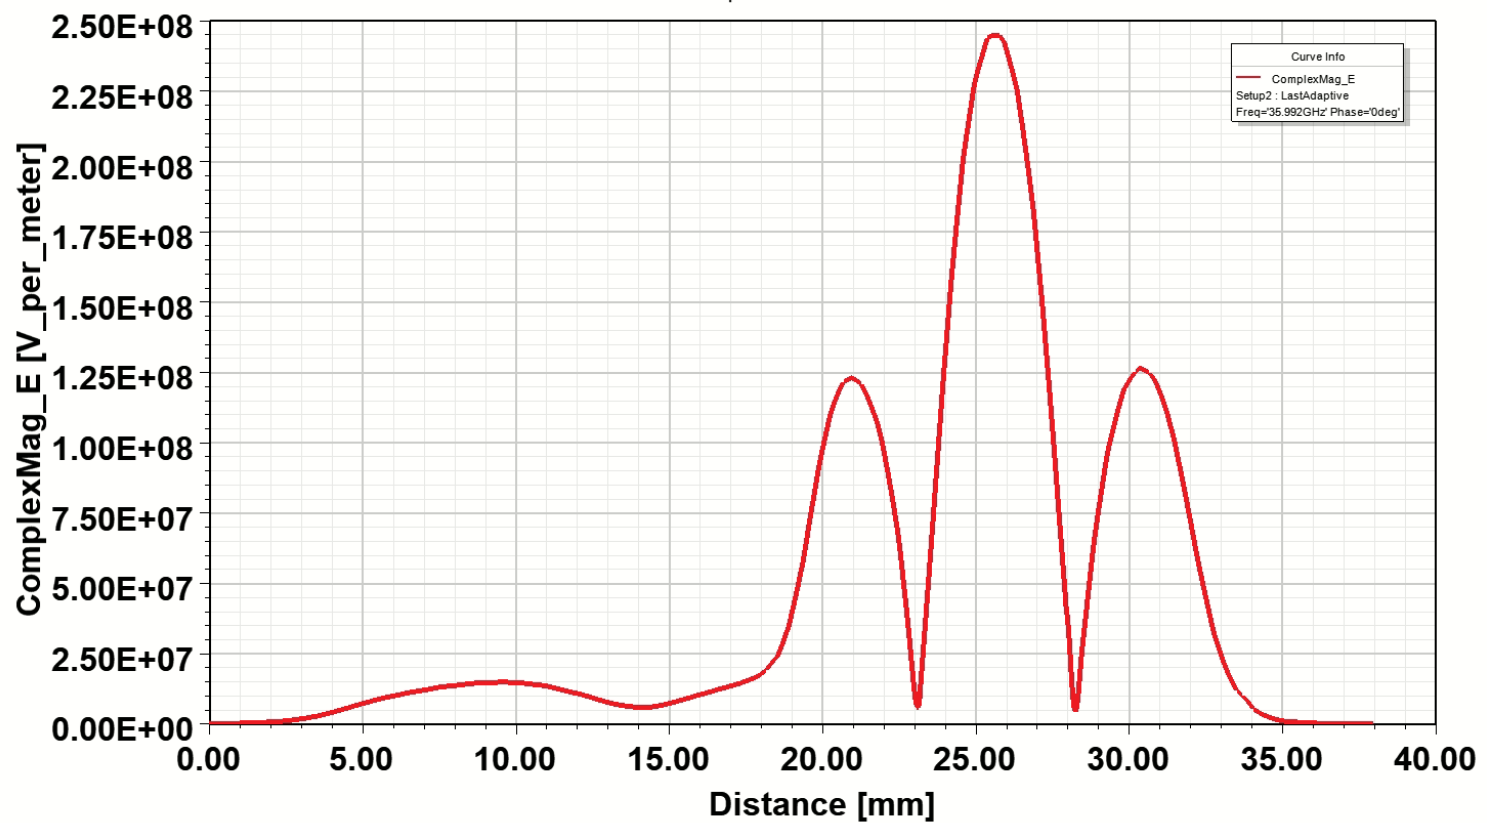 2.50E+08
2.25E+08
2.00E+08
1.75E+08
1.50E+08
1.25E+08
1.00E+08
7.50E+07
5.00E+07
2.50E+07
0.00E+00
ComplexMag_E [V_per_meter]
Curve Info
ComplexMag_E
Setup2 : LastAdaptive
Freq='35.992GHz' Phase='0deg'
0.00 5.00 10.00 15.00 20.00 25.00 30.00 35.00 40.00
Distance [mm]